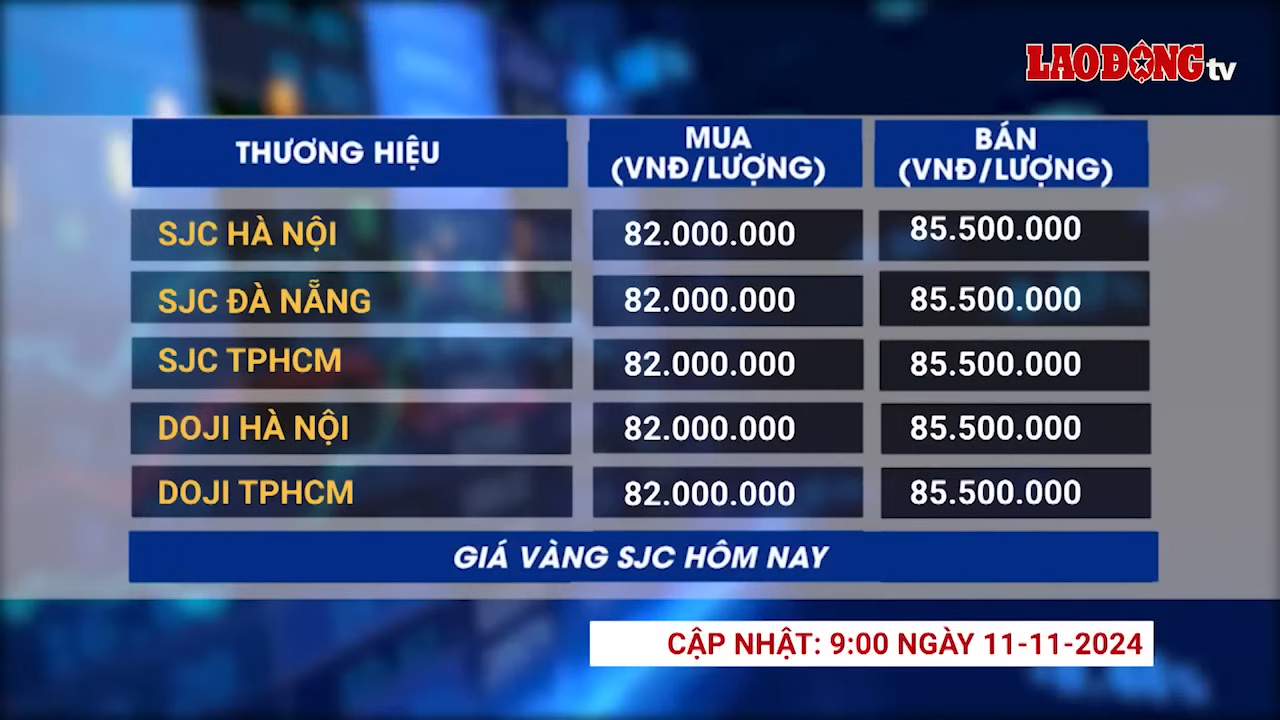 LAO ĐỘNG tv
THƯƠNG HIỆU
MUA
(VNĐ/LƯỢNG)
BÁN
(VNĐ/LƯỢNG)
SJC HÀ NỘI 82.000.000 85.500.000
SJC ĐÀ NẴNG 82.000.000 85.500.000
SJC TPHCM 82.000.000 85.500.000
DOJI HÀ NỘI 82.000.000 85.500.000
DOJI TPHCM 82.000.000 85.500.000
GIÁ VÀNG SJC HÔM NAY
CẬP NHẬT: 9:00 NGÀY 11-11-2024